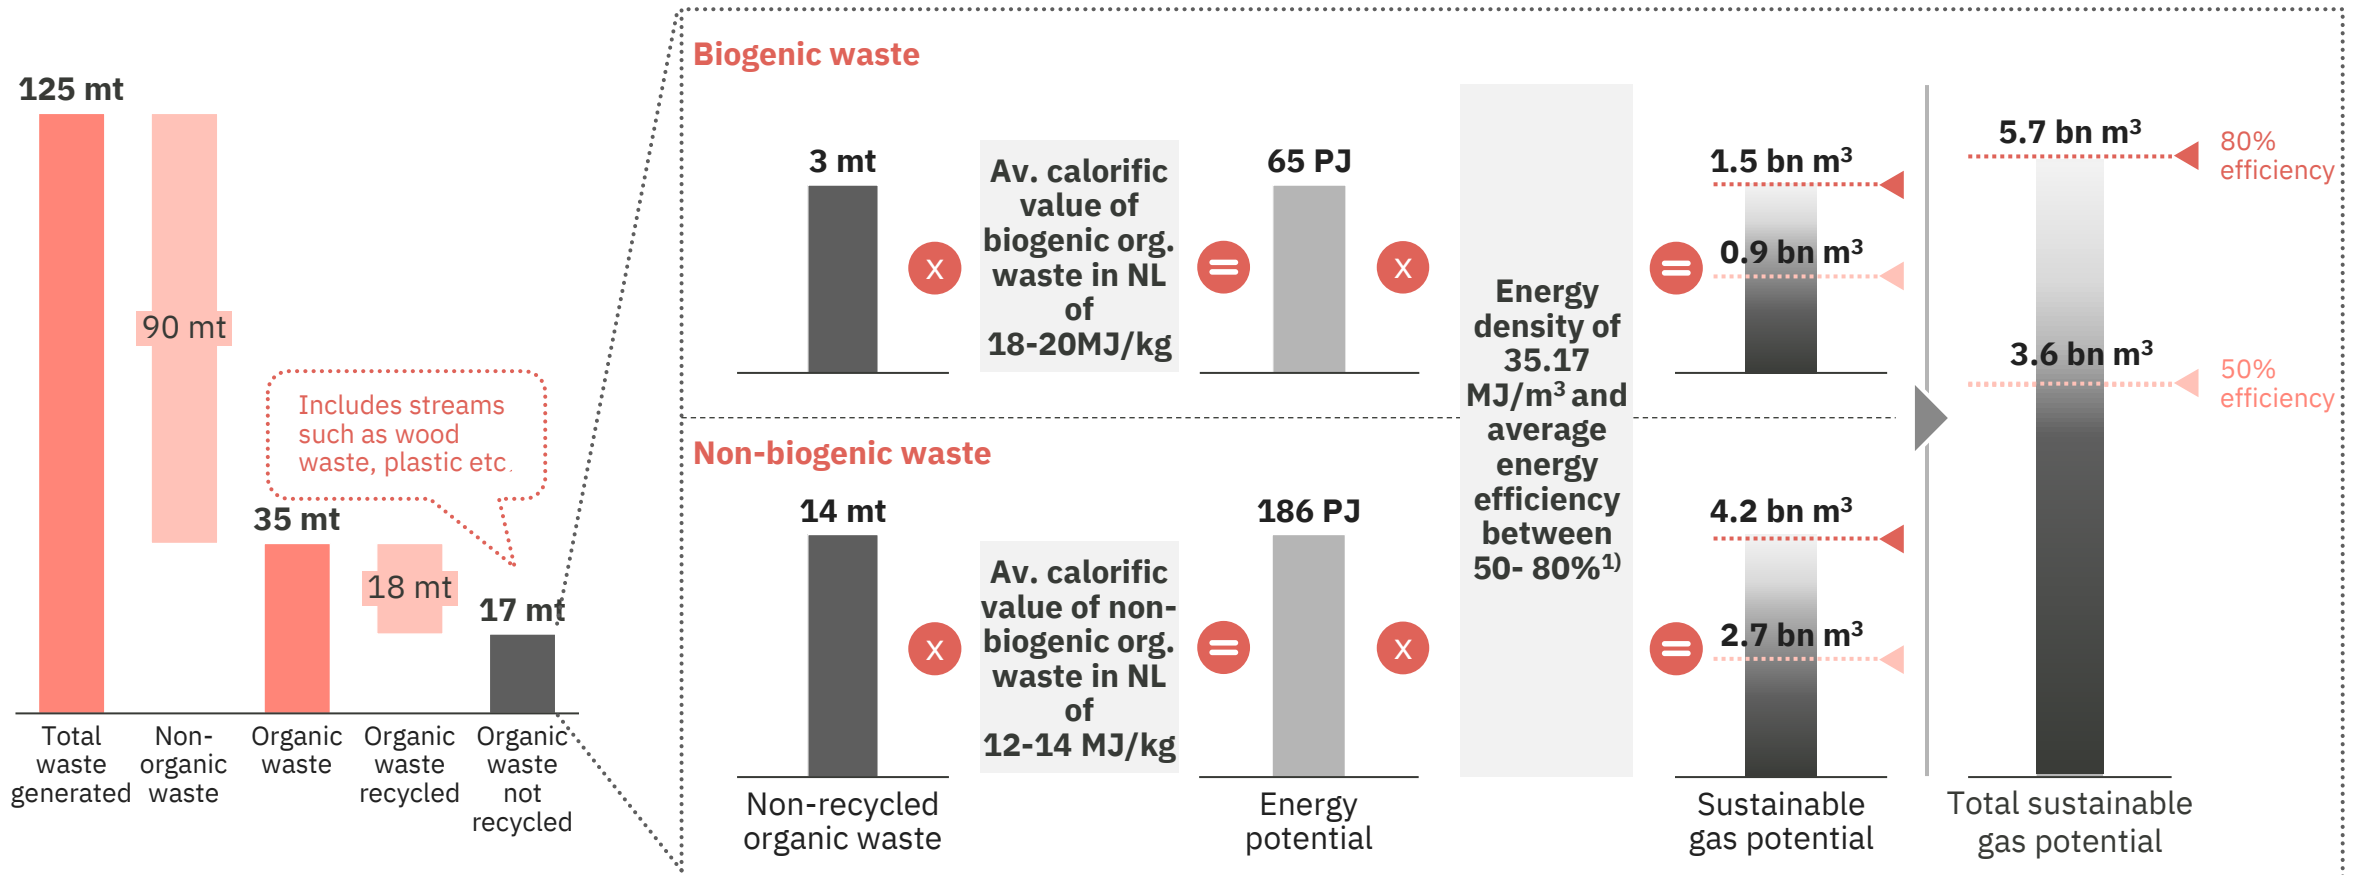 125 mt
90 mt
Includes streams
such as wood
waste, plastic etc.
35 mt
18 mt
17 mt
Total
waste
generated
Non-
organic
waste
Organic
waste
Organic
waste
recycled
Organic
waste
not
recycled
Biogenic waste
3 mt
x
Av. calorific
value of
biogenic org.
waste in NL
of
18-20MJ/kg
=
65 PJ
x
Energy
density of
35.17
MJ/m³ and
average
energy
efficiency
between
50- 80%¹⁾
=
1.5 bn m³
0.9 bn m³
Non-biogenic waste
14 mt
x
Av. calorific
value of non-
biogenic org.
waste in NL
of
12-14 MJ/kg
=
186 PJ
x
=
4.2 bn m³
2.7 bn m³
Non-recycled
organic waste
Energy
potential
Sustainable
gas potential
5.7 bn m³
80%
efficiency
3.6 bn m³
50%
efficiency
Total sustainable
gas potential